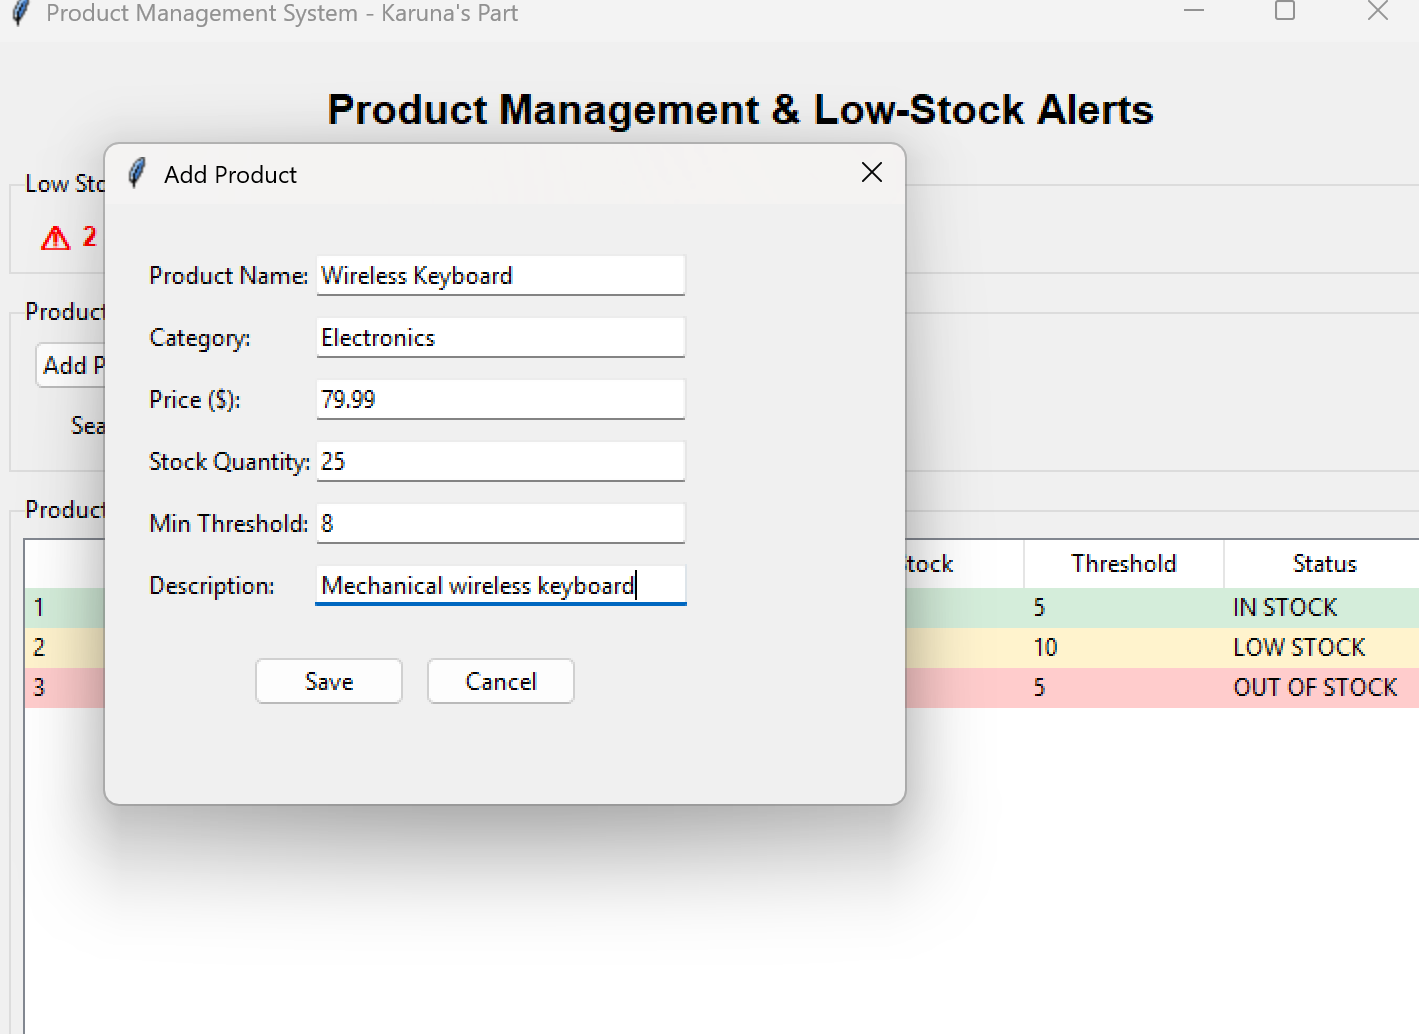 Product Management System - Karuna's Part
Product Management & Low-Stock Alerts
Add Product
Low Sto
⚠ 2
Product Name: Wireless Keyboard
Product
Category: Electronics
Add P
Price ($): 79.99
Sea
Stock Quantity: 25
Product
Min Threshold: 8
Description: Mechanical wireless keyboard
tock Threshold Status
1 5 IN STOCK
2 10 LOW STOCK
3 5 OUT OF STOCK
Save Cancel